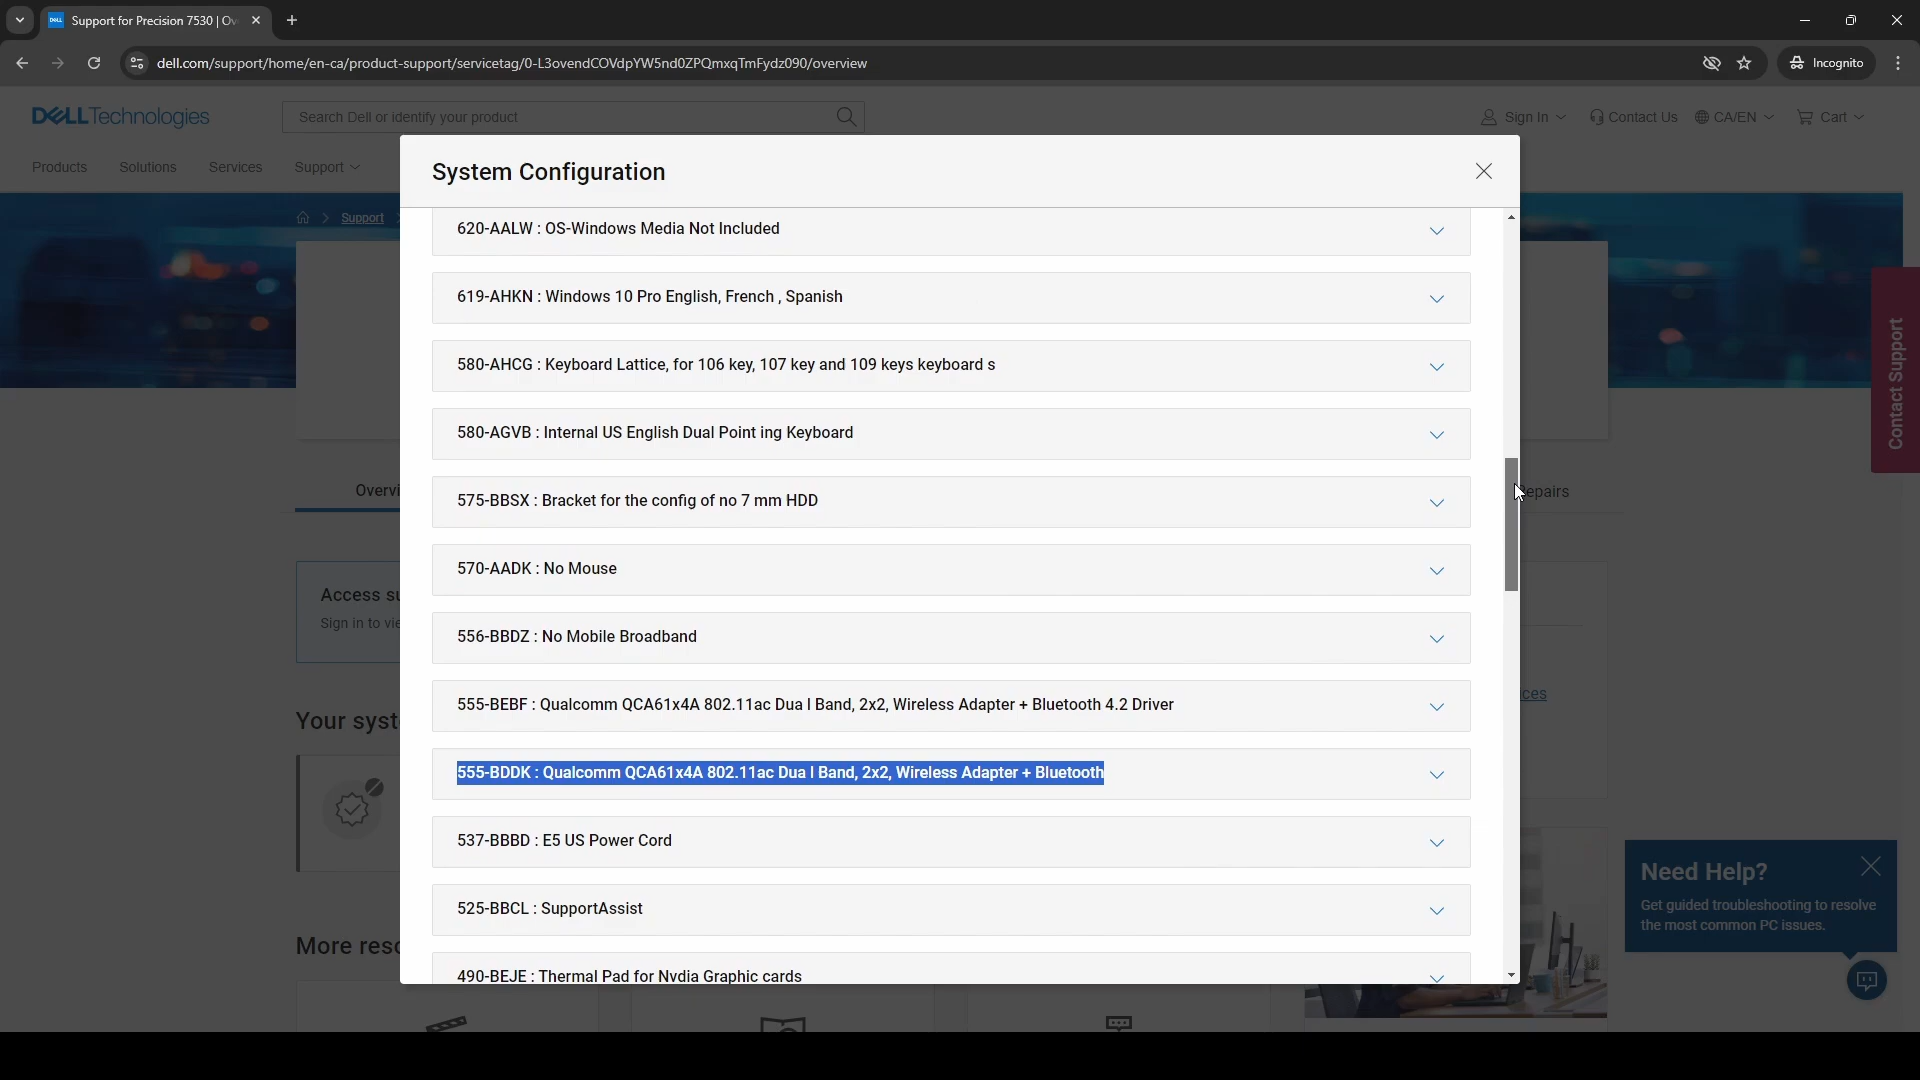 Support for Precision 7530 | Ov
dell.com/support/home/en-ca/product-support/servicetag/0-L3ovendCOVdpYW5nd0ZPQmxqTmFydz090/overview
Incognito
DELLTechnologies
Search Dell or identify your product
Sign In
Contact Us
CA/EN
Cart
Products
Solutions
Services
Support
System Configuration
Support
620-AALW : OS-Windows Media Not Included
619-AHKN : Windows 10 Pro English, French , Spanish
580-AHCG : Keyboard Lattice, for 106 key, 107 key and 109 keys keyboard s
580-AGVB : Internal US English Dual Point ing Keyboard
575-BBSX : Bracket for the config of no 7 mm HDD
570-AADK : No Mouse
556-BBDZ : No Mobile Broadband
555-BEBF : Qualcomm QCA61x4A 802.11ac Dua l Band, 2x2, Wireless Adapter + Bluetooth 4.2 Driver
555-BDDK : Qualcomm QCA61x4A 802.11ac Dua l Band, 2x2, Wireless Adapter + Bluetooth
537-BBBD : E5 US Power Cord
525-BBCL : SupportAssist
490-BEJE : Thermal Pad for Nvdia Graphic cards
Overvi
epairs
Access su
Sign in to vie
ices
Your syst
More reso
Contact Support
Need Help?
Get guided troubleshooting to resolve
the most common PC issues.